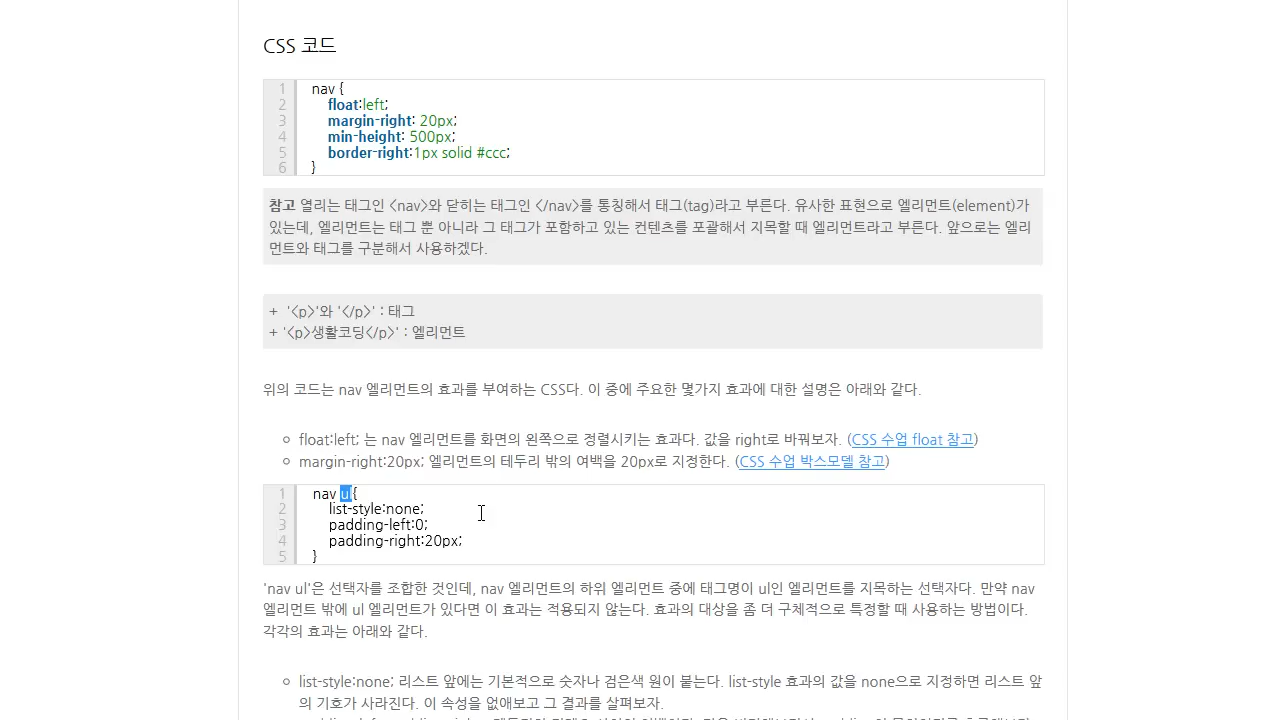 CSS 코드
1 nav {
2 float:left;
3 margin-right: 20px;
4 min-height: 500px;
5 border-right:1px solid #ccc;
6 }
참고 열리는 태그인 <nav>와 닫히는 태그인 </nav>를 통칭해서 태그(tag)라고 부른다. 유사한 표현으로 엘리먼트(element)가
있는데, 엘리먼트는 태그 뿐 아니라 그 태그가 포함하고 있는 컨텐츠를 포괄해서 지목할 때 엘리먼트라고 부른다. 앞으로는 엘리
먼트와 태그를 구분해서 사용하겠다.
+ '<p>'와 '</p>' : 태그
+ '<p>생활코딩</p>' : 엘리먼트
위의 코드는 nav 엘리먼트의 효과를 부여하는 CSS다. 이 중에 주요한 몇가지 효과에 대한 설명은 아래와 같다.
float:left; 는 nav 엘리먼트를 화면의 왼쪽으로 정렬시키는 효과다. 값을 right로 바꿔보자. (CSS 수업 float 참고)
margin-right:20px; 엘리먼트의 테두리 밖의 여백을 20px로 지정한다. (CSS 수업 박스모델 참고)
1 nav ul{
2 list-style:none;
3 padding-left:0;
4 padding-right:20px;
5 }
'nav ul'은 선택자를 조합한 것인데, nav 엘리먼트의 하위 엘리먼트 중에 태그명이 ul인 엘리먼트를 지목하는 선택자다. 만약 nav
엘리먼트 밖에 ul 엘리먼트가 있다면 이 효과는 적용되지 않는다. 효과의 대상을 좀 더 구체적으로 특정할 때 사용하는 방법이다.
각각의 효과는 아래와 같다.
list-style:none; 리스트 앞에는 기본적으로 숫자나 검은색 원이 붙는다. list-style 효과의 값을 none으로 지정하면 리스트 앞
의 기호가 사라진다. 이 속성을 없애보고 그 결과를 살펴보자.